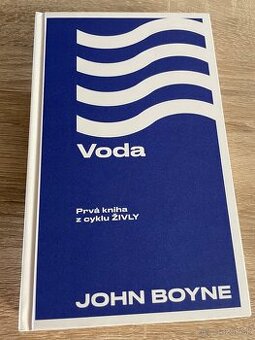 Voda
Prvá kniha
z cyklu ŽIVLY
JOHN BOYNE